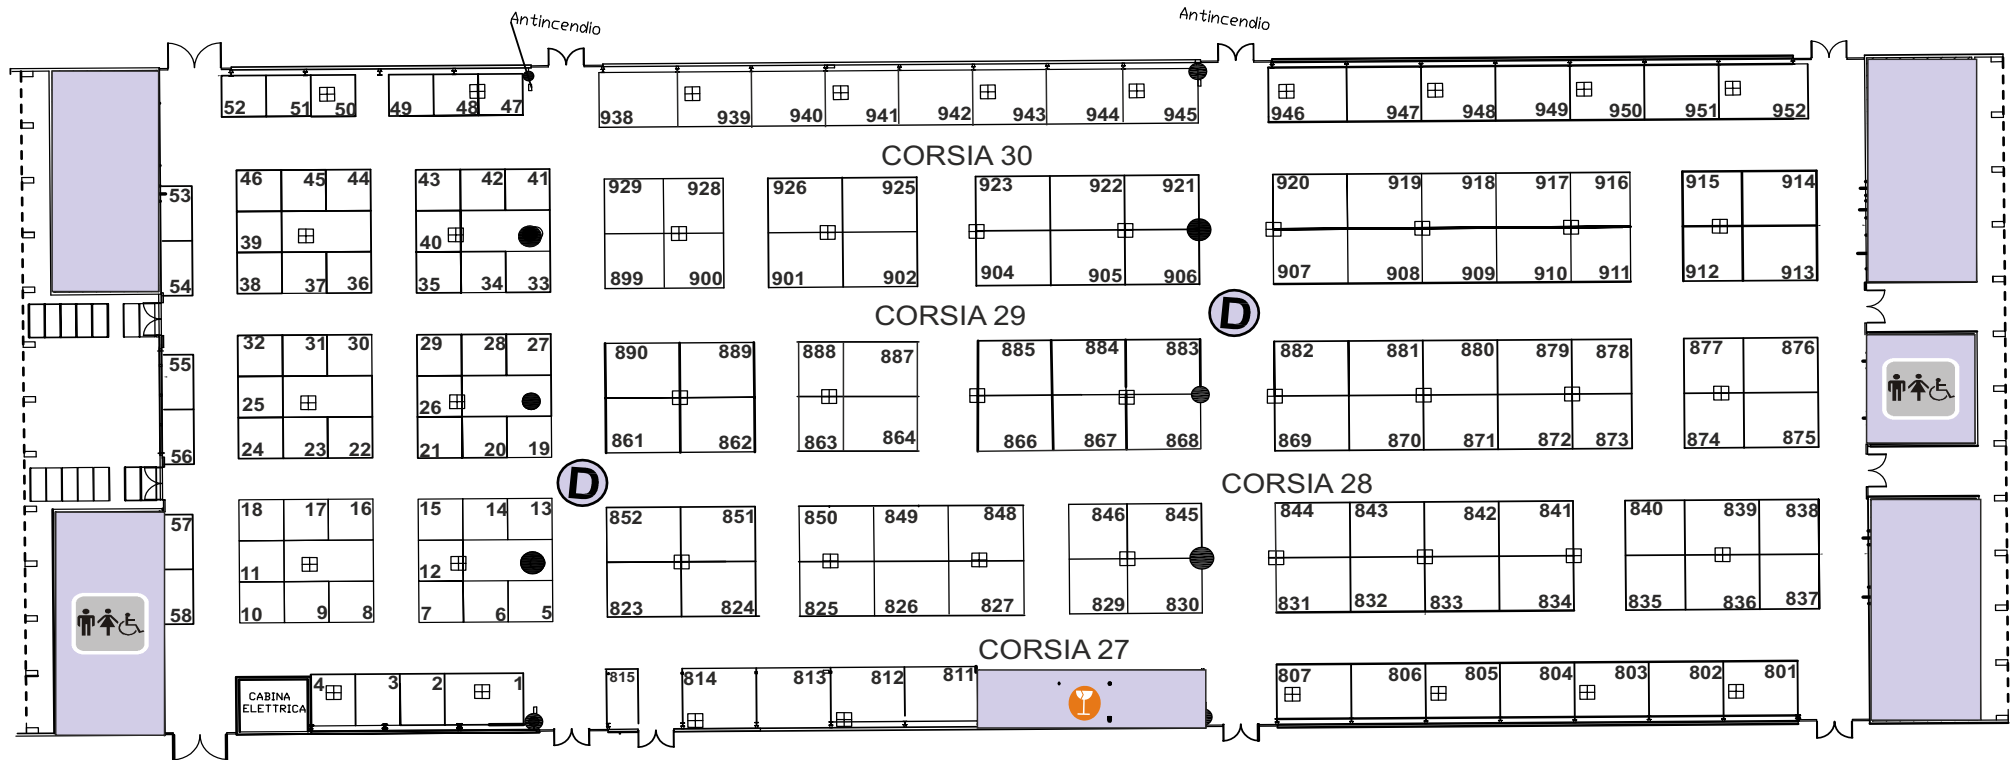 Antincendio Antincendio
52 51 50 49 48 47 938 939 940 941 942 943 944 945 946 947 948 949 950 951 952
CORSIA 30
46 45 44 43 42 41 929 928 926 925 923 922 921 920 919 918 917 916 915 914
53
39 40
54
38 37 36 35 34 33 899 900 901 902 904 905 906 907 908 909 910 911 912 913
CORSIA 29
D
32 31 30 29 28 27 890 889 888 887 885 884 883 882 881 880 879 878 877 876
55
25 26
56
24 23 22 21 20 19 861 862 863 864 866 867 868 869 870 871 872 873 874 875
D
CORSIA 28
18 17 16 15 14 13 852 851 850 849 848 846 845 844 843 842 841 840 839 838
57
11 12
58
10 9 8 7 6 5 823 824 825 826 827 829 830 831 832 833 834 835 836 837
CORSIA 27
CABINA
ELETTRICA
4 3 2 1 815 814 813 812 811 807 806 805 804 803 802 801